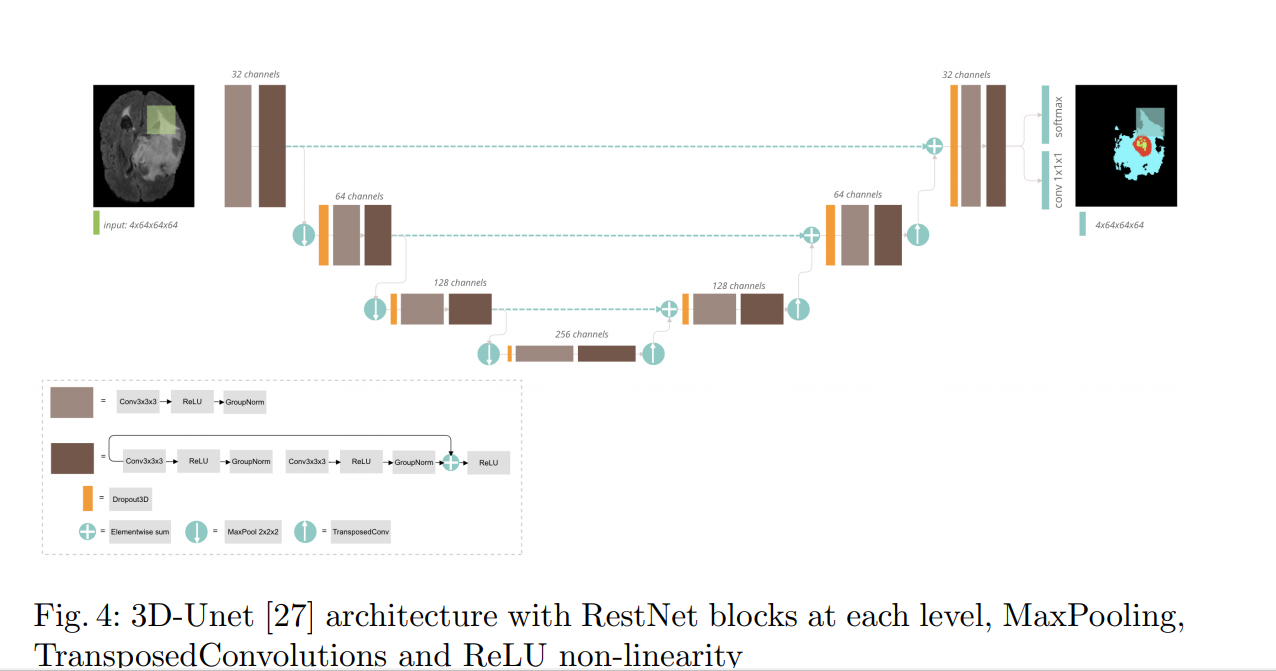 32 channels
32 channels
softmax
conv 1x1x1
input: 4x64x64x64
4x64x64x64
64 channels
64 channels
128 channels
128 channels
256 channels
= Conv3x3x3 ReLU GroupNorm
= Conv3x3x3 ReLU GroupNorm Conv3x3x3 ReLU GroupNorm ReLU
= Dropout3D
= Elementwise sum = MaxPool 2x2x2 = TransposedConv
Fig. 4: 3D-Unet [27] architecture with RestNet blocks at each level, MaxPooling,
TransposedConvolutions and ReLU non-linearity